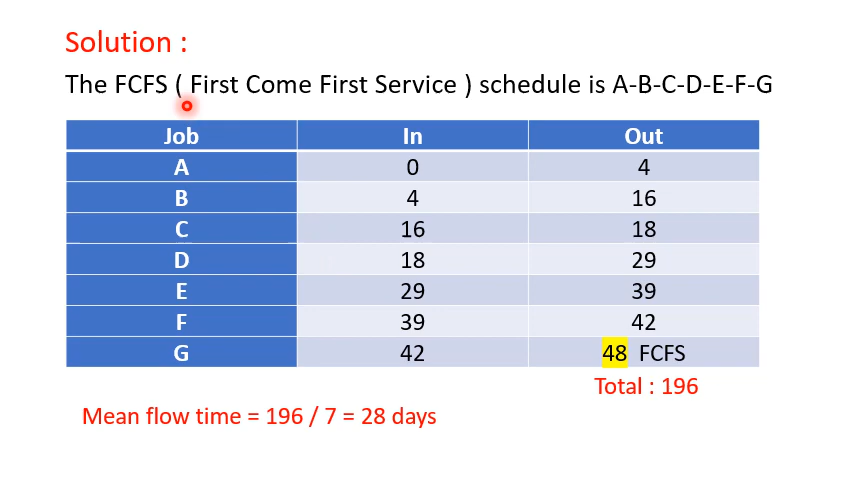 Solution :
The FCFS ( First Come First Service ) schedule is A-B-C-D-E-F-G
Job In Out
A 0 4
B 4 16
C 16 18
D 18 29
E 29 39
F 39 42
G 42 48 FCFS
Total : 196
Mean flow time = 196 / 7 = 28 days